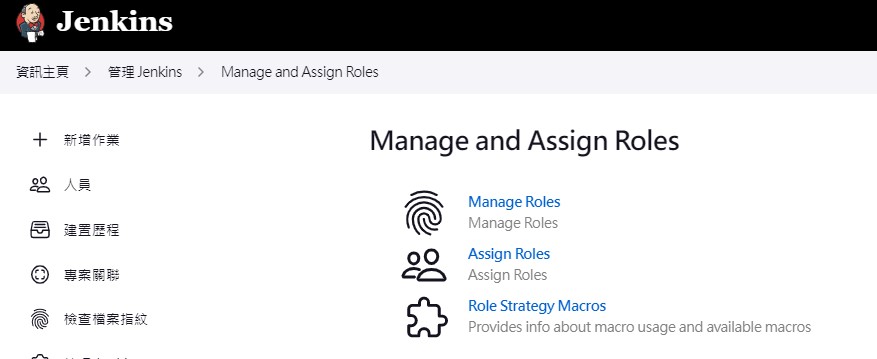 Jenkins
資訊主頁 > 管理 Jenkins > Manage and Assign Roles
新增作業
人員
建置歷程
專案關聯
檢查檔案指紋
Manage and Assign Roles
Manage Roles
Manage Roles
Assign Roles
Assign Roles
Role Strategy Macros
Provides info about macro usage and available macros